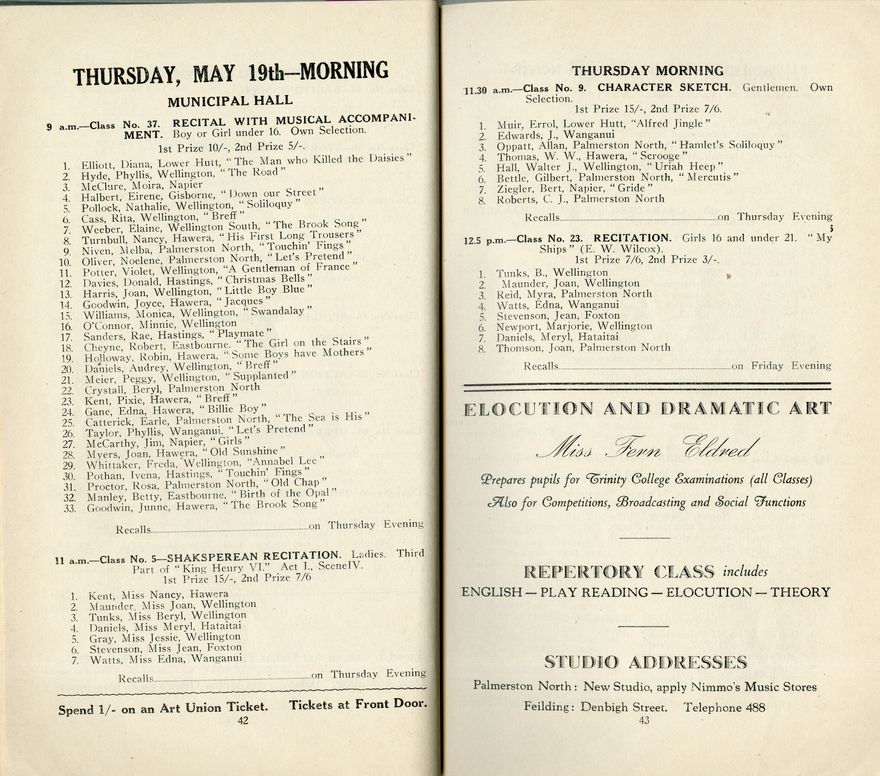 THURSDAY, MAY 19th—MORNING
MUNICIPAL HALL
9 a.m.—Class No. 37. RECITAL WITH MUSICAL ACCOMPANI-
MENT. Boy or Girl under 16. Own Selection.
1st Prize 10/-, 2nd Prize 5/-.
1. Elliott, Diana, Lower Hutt, "The Man who Killed the Daisies"
2. Hyde, Phyllis, Wellington, "The Road"
3. McClure, Moira, Napier
4. Halbert, Eirene, Gisborne, "Down our Street"
5. Pollock, Nathalie, Wellington, "Soliloquy"
6. Cass, Rita, Wellington, "Breff"
7. Weeber, Elaine, Wellington South, "The Brook Song"
8. Turnbull, Nancy, Hawera, "His First Long Trousers"
9. Niven, Melba, Palmerston North, "Touchin' Fings"
10. Oliver, Noelene, Palmerston North, "Let's Pretend"
11. Potter, Violet, Wellington, "A Gentleman of France"
12. Davies, Donald, Hastings, "Christmas Bells"
13. Harris, Joan, Wellington, "Little Boy Blue"
14. Goodwin, Joyce, Hawera, "Jacques"
15. Williams, Monica, Wellington, "Swandalay"
16. O'Connor, Minnie, Wellington
17. Sanders, Rae, Hastings, "Playmate"
18. Cheyne, Robert, Eastbourne. "The Girl on the Stairs"
19. Holloway, Robin, Hawera, "Some Boys have Mothers"
20. Daniels, Audrey, Wellington, "Breff"
21. Meier, Peggy, Wellington, "Supplanted"
22. Crystall, Beryl, Palmerston North
23. Kent, Pixie, Hawera, "Breff"
24. Gane, Edna, Hawera, "Billie Boy"
25. Catterick, Earle, Palmerston North, "The Sea is His"
26. Taylor, Phyllis, Wanganui. "Let's Pretend"
27. McCarthy, Jim, Napier, "Girls"
28. Myers, Joan, Hawera, "Old Sunshine"
29. Whittaker, Freda, Wellington, "Annabel Lee"
30. Pothan, Ivena, Hastings, "Touchin' Fings"
31. Proctor, Rosa, Palmerston North, "Old Chap"
32. Manley, Betty, Eastbourne, "Birth of the Opal"
33. Goodwin, Junne, Hawera, "The Brook Song"
Recalls on Thursday Evening
11 a.m.—Class No. 5—SHAKSPEREAN RECITATION. Ladies. Third
Part of "King Henry VI." Act I., SceneIV.
1st Prize 15/-, 2nd Prize 7/6
1. Kent, Miss Nancy, Hawera
2. Maunder, Miss Joan, Wellington
3. Tunks, Miss Beryl, Wellington
4. Daniels, Miss Meryl, Hataitai
5. Gray, Miss Jessie, Wellington
6. Stevenson, Miss Jean, Foxton
7. Watts, Miss Edna, Wanganui
Recalls on Thursday Evening
Spend 1/- on an Art Union Ticket. Tickets at Front Door.
42
THURSDAY MORNING
11.30 a.m.—Class No. 9. CHARACTER SKETCH. Gentlemen. Own
Selection.
1st Prize 15/-, 2nd Prize 7/6.
1. Muir, Errol, Lower Hutt, "Alfred Jingle"
2. Edwards, J., Wanganui
3. Oppatt, Allan, Palmerston North, "Hamlet's Soliloquy"
4. Thomas, W. W., Hawera, "Scrooge"
5. Hall, Walter J., Wellington, "Uriah Heep"
6. Bettle, Gilbert, Palmerston North, "Mercutis"
7. Ziegler, Bert, Napier, "Gride"
8. Roberts, C. J., Palmerston North
Recalls on Thursday Evening
12.5 p.m.—Class No. 23. RECITATION. Girls 16 and under 21. "My
Ships" (E. W. Wilcox).
1st Prize 7/6, 2nd Prize 3/-.
1. Tunks, B., Wellington
2. Maunder, Joan, Wellington
3. Reid, Myra, Palmerston North
4. Watts, Edna, Wanganui
5. Stevenson, Jean, Foxton
6. Newport, Marjorie, Wellington
7. Daniels, Meryl, Hataitai
8. Thomson, Joan, Palmerston North
Recalls on Friday Evening
ELOCUTION AND DRAMATIC ART
Miss Fern Eldred
Prepares pupils for Trinity College Examinations (all Classes)
Also for Competitions, Broadcasting and Social Functions
REPERTORY CLASS includes
ENGLISH — PLAY READING — ELOCUTION — THEORY
STUDIO ADDRESSES
Palmerston North: New Studio, apply Nimmo's Music Stores
Feilding: Denbigh Street. Telephone 488
43